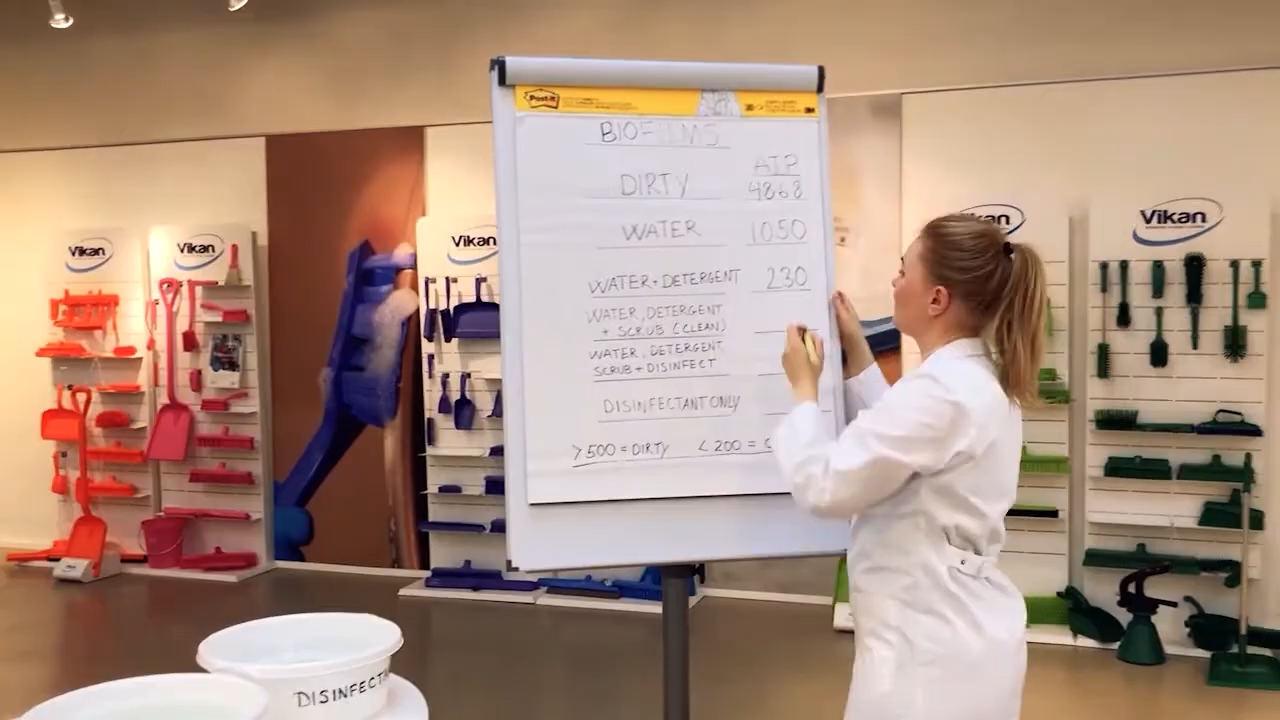 Post-it
3M
BIOFILMS
ATP
DIRTY 4868
WATER 1050
WATER + DETERGENT 230
WATER, DETERGENT
+ SCRUB (CLEAN)
WATER, DETERGENT,
SCRUB + DISINFECT
DISINFECTANT ONLY
> 500 = DIRTY < 200 =
Vikan
Vikan
Vikan
Vikan
DISINFECT